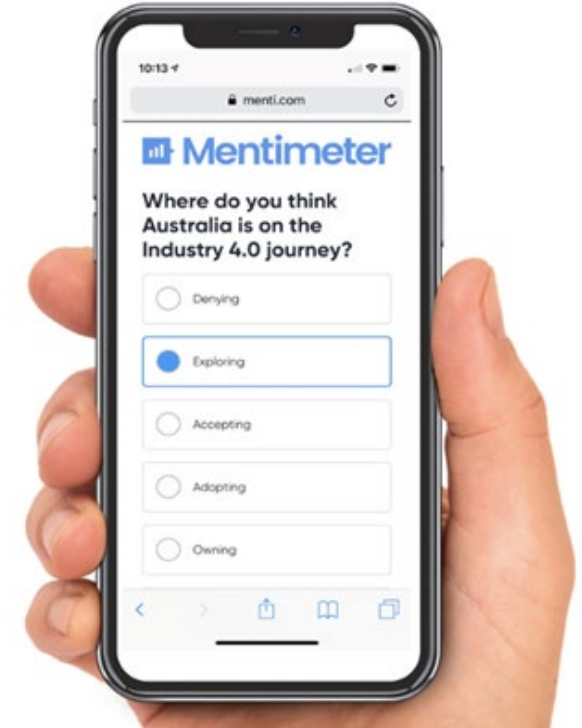 10:13
menti.com
Mentimeter
Where do you think
Australia is on the
Industry 4.0 journey?
Denying
Exploring
Accepting
Adopting
Owning